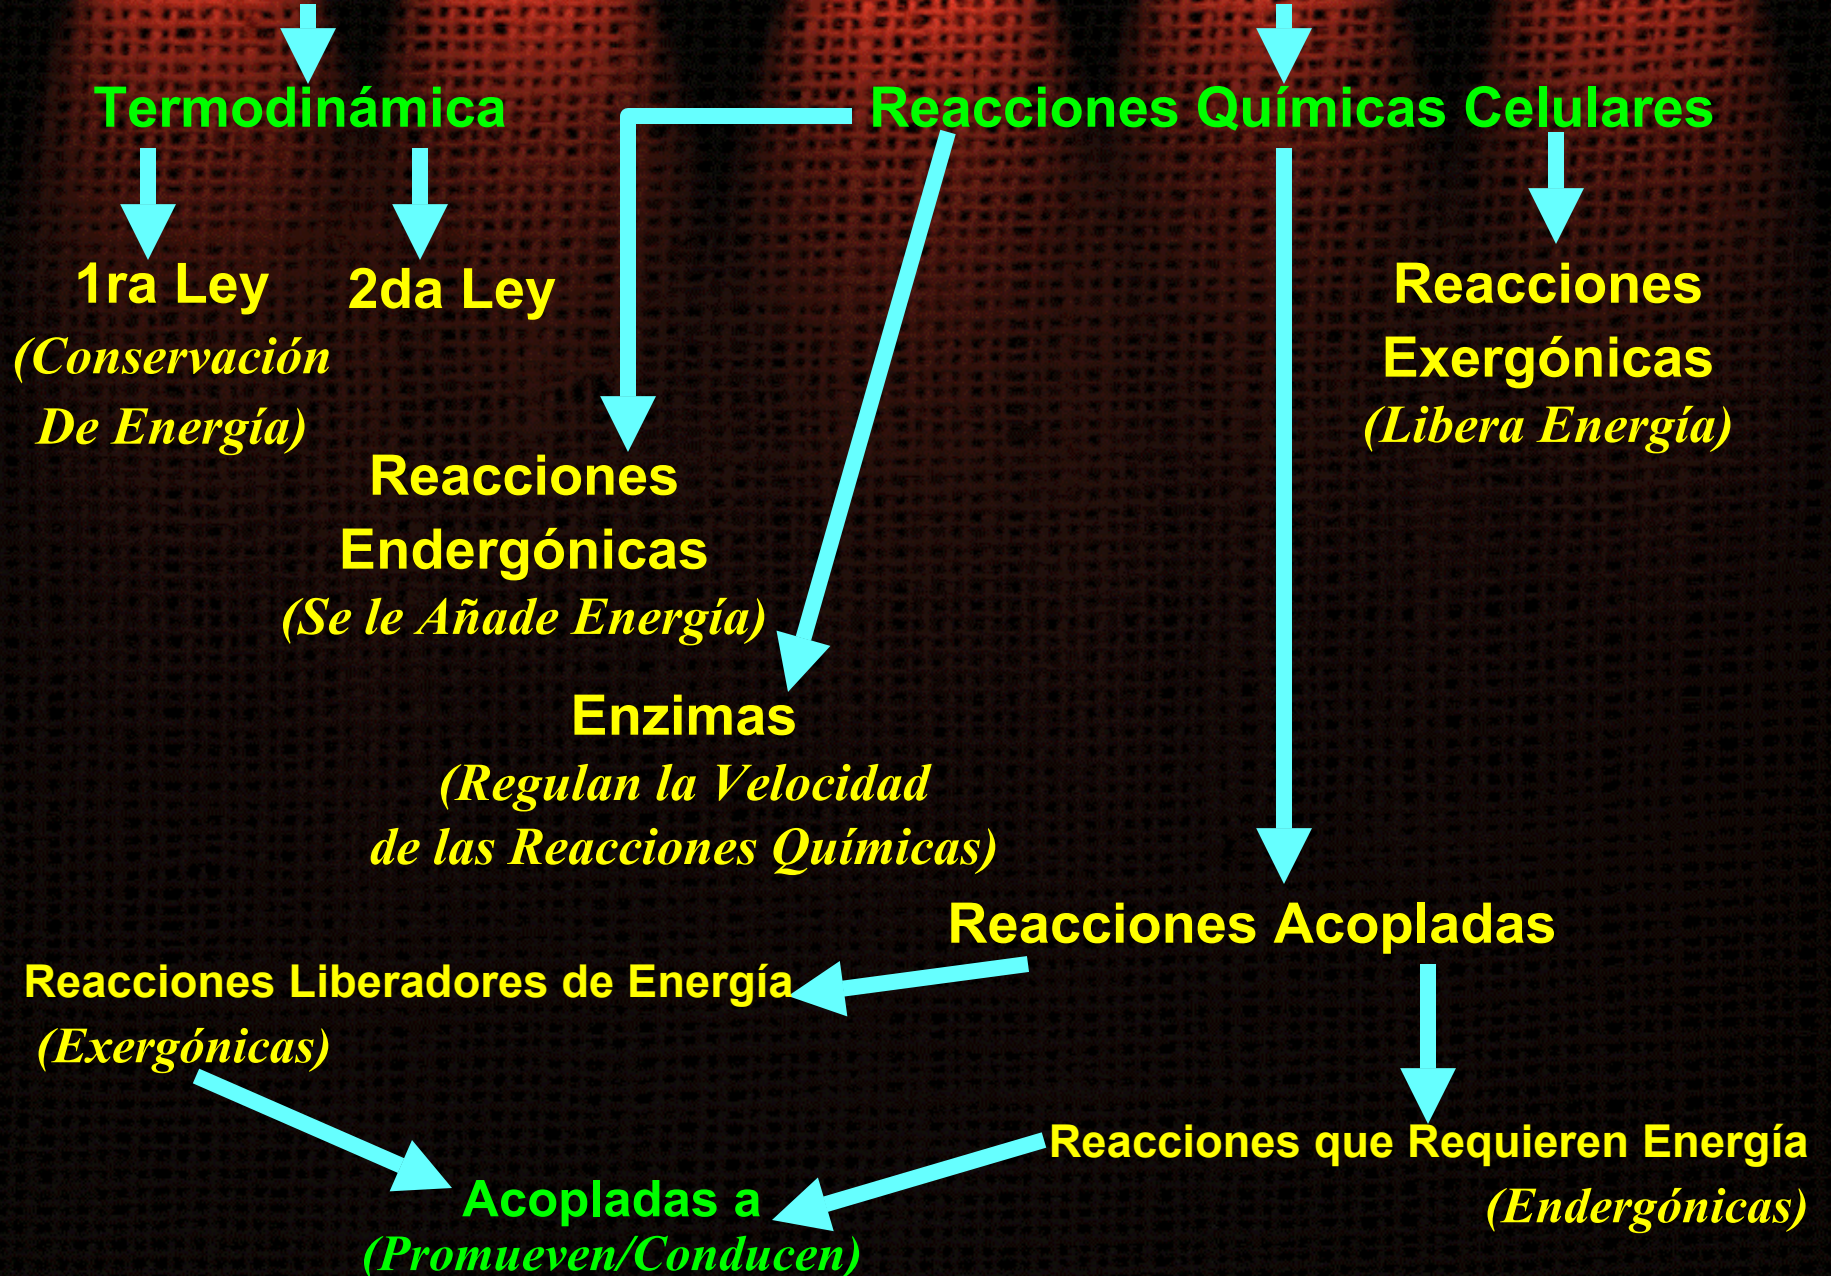 Termodinámica
Reacciones Químicas Celulares
1ra Ley
(Conservación
De Energía)
2da Ley
Reacciones
Exergónicas
(Libera Energía)
Reacciones
Endergónicas
(Se le Añade Energía)
Enzimas
(Regulan la Velocidad
de las Reacciones Químicas)
Reacciones Acopladas
Reacciones Liberadores de Energía
(Exergónicas)
Reacciones que Requieren Energía
(Endergónicas)
Acopladas a
(Promueven/Conducen)